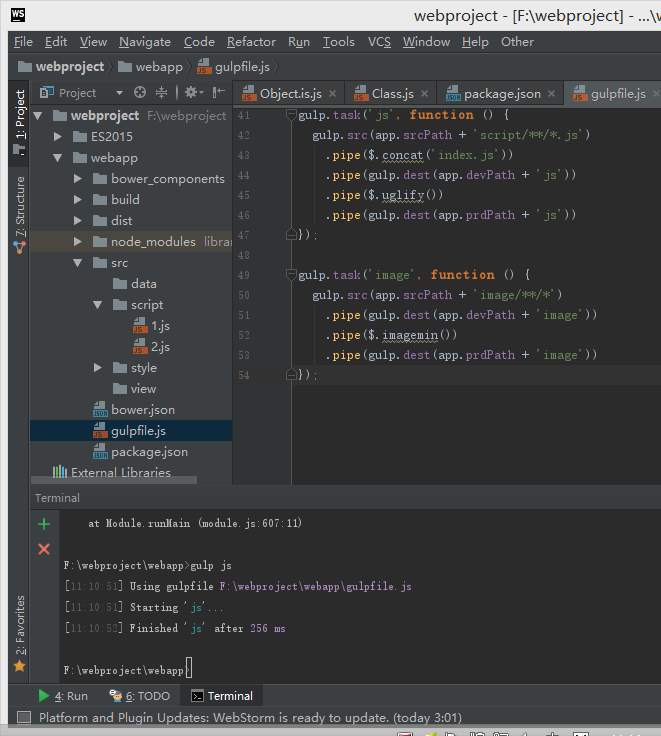 WS
webproject - [F:\webproject] - ...\w
File Edit View Navigate Code Refactor Run Tools VCS Window Help Other
webproject webapp gulpfile.js
1: Project
7: Structure
2: Favorites
Project
Object.is.js Class.js package.json gulpfile.js
webproject F:\webproject
ES2015
webapp
bower_components
build
dist
node_modules librar
src
data
script
1.js
2.js
style
view
bower.json
gulpfile.js
package.json
External Libraries
41 gulp.task('js', function () {
42 gulp.src(app.srcPath + 'script/**/*.js')
43 .pipe($.concat('index.js'))
44 .pipe(gulp.dest(app.devPath + 'js'))
45 .pipe($.uglify())
46 .pipe(gulp.dest(app.prdPath + 'js'))
47 });
48
49 gulp.task('image', function () {
50 gulp.src(app.srcPath + 'image/**/*')
51 .pipe(gulp.dest(app.devPath + 'image'))
52 .pipe($.imagemin())
53 .pipe(gulp.dest(app.prdPath + 'image'))
54 });
Terminal
at Module.runMain (module.js:607:11)
F:\webproject\webapp>gulp js
[11:10:51] Using gulpfile F:\webproject\webapp\gulpfile.js
[11:10:51] Starting 'js'...
[11:10:52] Finished 'js' after 256 ms
F:\webproject\webapp>
4: Run 6: TODO Terminal
Platform and Plugin Updates: WebStorm is ready to update. (today 3:01)